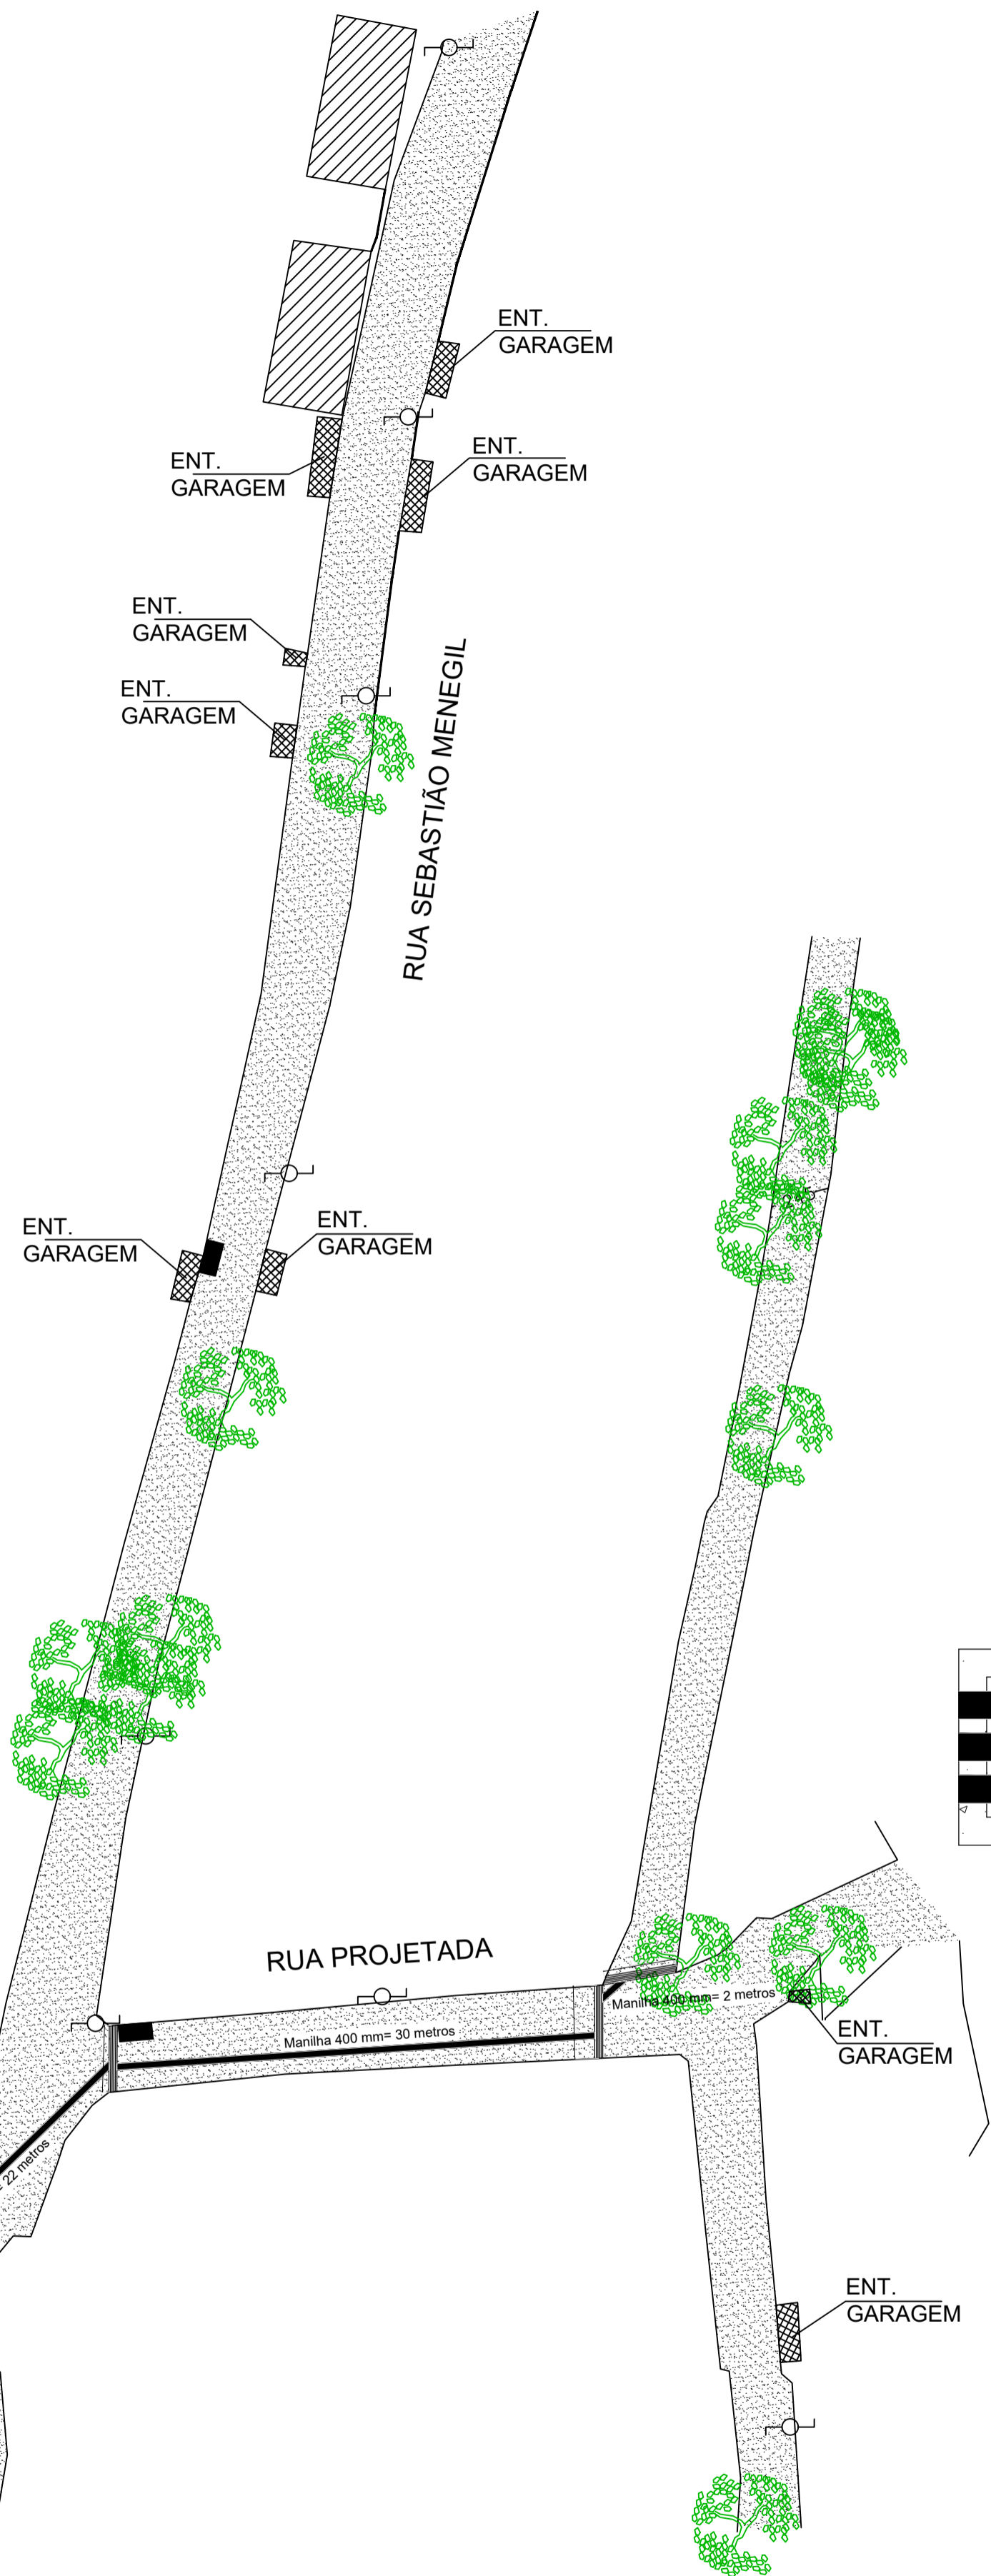 ENT.
GARAGEM
ENT.
GARAGEM
ENT.
GARAGEM
ENT.
GARAGEM
ENT.
GARAGEM
RUA SEBASTIÃO MENEGIL
ENT.
GARAGEM
ENT.
GARAGEM
RUA PROJETADA
Manilha 400 mm= 2 metros
Manilha 400 mm= 30 metros
ENT.
GARAGEM
= 22 metros
ENT.
GARAGEM